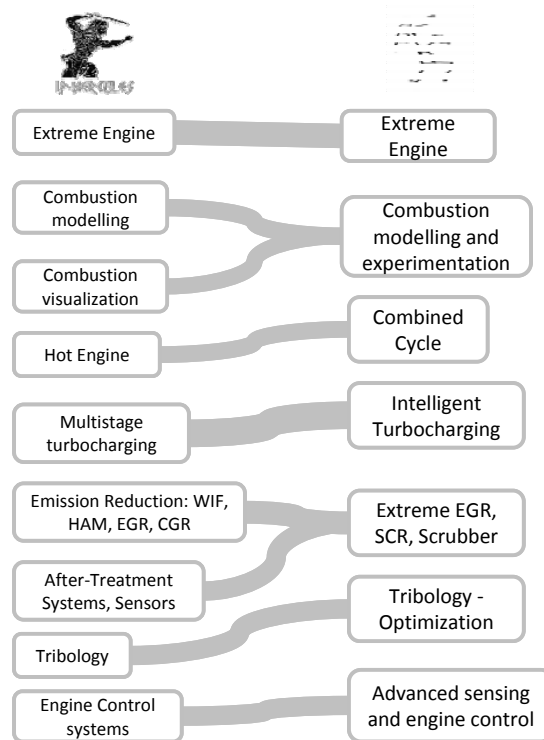 Extreme Engine
Extreme
Engine
Combustion
modelling
Combustion
modelling and
experimentation
Combustion
visualization
Combined
Cycle
Hot Engine
Intelligent
Turbocharging
Multistage
turbocharging
Emission Reduction: WIF,
HAM, EGR, CGR
Extreme EGR,
SCR, Scrubber
After-Treatment
Systems, Sensors
Tribology -
Optimization
Tribology
Advanced sensing
and engine control
Engine Control
systems